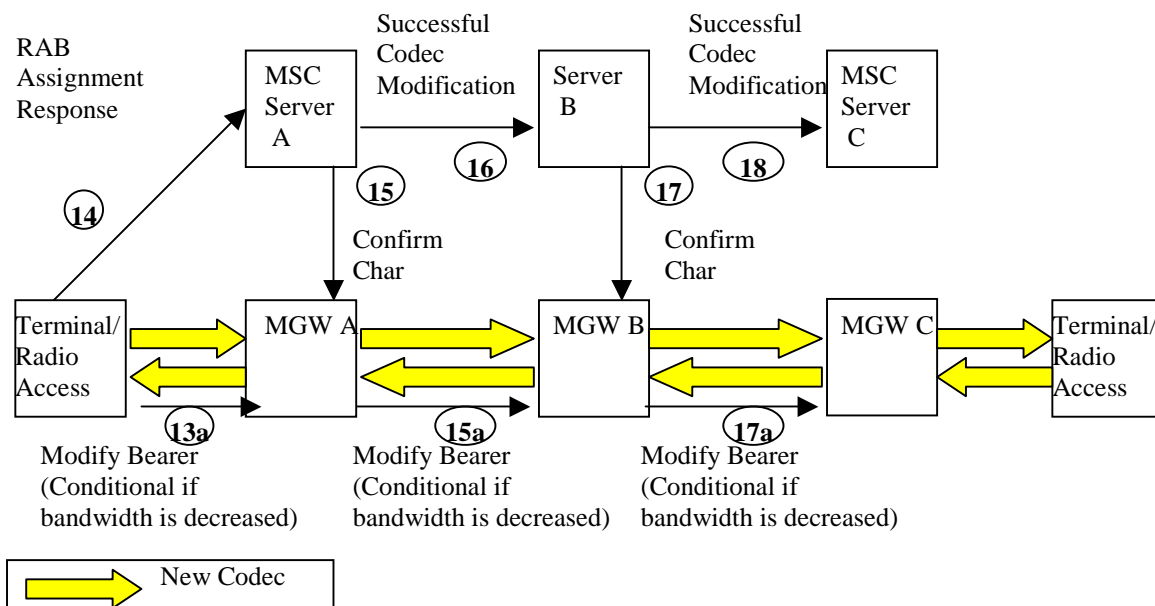 RAB
Assignment
Response
MSC
Server
A
Successful
Codec
Modification
Server
B
Successful
Codec
Modification
MSC
Server
C
14
15
16
17
18
Confirm
Char
Confirm
Char
Terminal/
Radio
Access
MGW A
MGW B
MGW C
Terminal/
Radio
Access
13a
15a
17a
Modify Bearer
(Conditional if
bandwidth is decreased)
Modify Bearer
(Conditional if
bandwidth is decreased)
Modify Bearer
(Conditional if
bandwidth is decreased)
New Codec